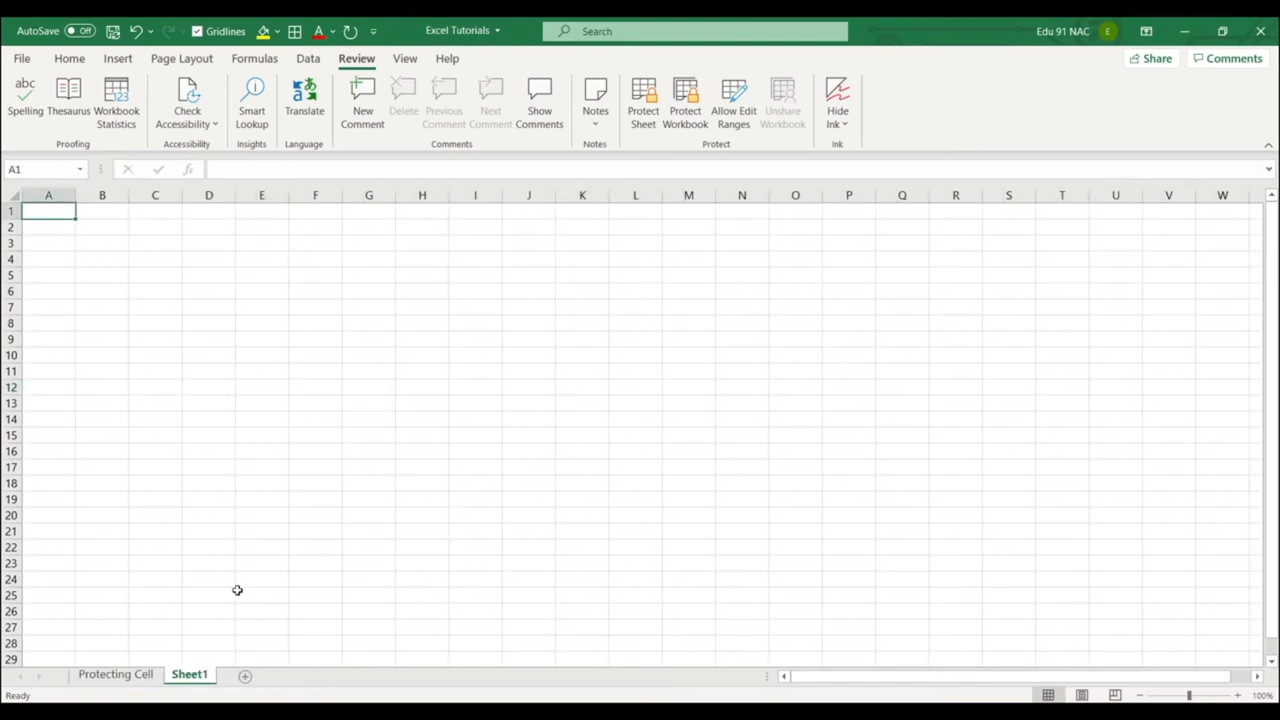 AutoSave Off Gridlines A Excel Tutorials Search Edu 91 NAC E
File Home Insert Page Layout Formulas Data Review View Help Share Comments
abc
Spelling Thesaurus Workbook Statistics
Check Accessibility
Smart Lookup
Translate
New Comment Delete Previous Comment Next Comment Show Comments
Notes
Protect Sheet Protect Workbook Allow Edit Ranges Unshare Workbook
Hide Ink
Proofing Accessibility Insights Language Comments Notes Protect Ink
A1 fx
A B C D E F G H I J K L M N O P Q R S T U V W
1
2
3
4
5
6
7
8
9
10
11
12
13
14
15
16
17
18
19
20
21
22
23
24
25
26
27
28
29
Protecting Cell Sheet1
Ready 100%